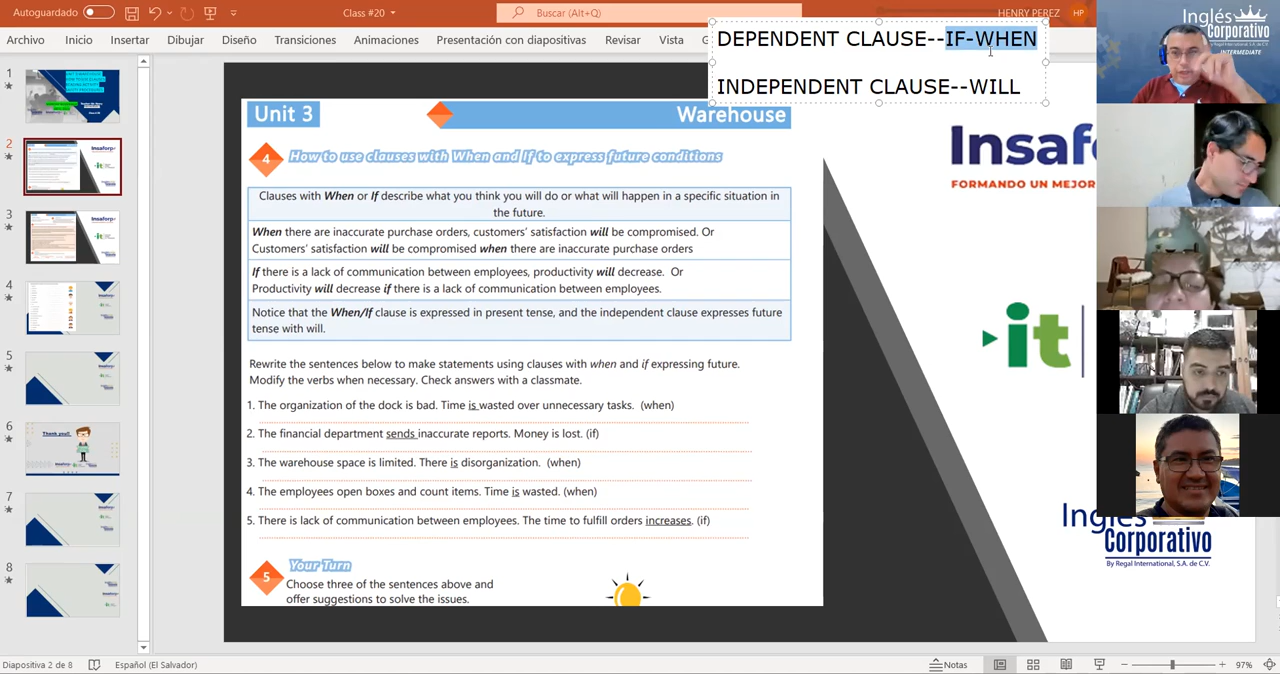 Autoguardado
Class #20
Buscar (Alt+Q)
HENRY PEREZ
HP
Archivo
Inicio
Insertar
Dibujar
Diseño
Transiciones
Animaciones
Presentac
diapositivas
Revisar
Vista
G
DEPENDENT CLAUSE--IF-WHEN
INDEPENDENT CLAUSE--WILL
Inglés
Corporativo
By Regal International, S.A. de C.V.
INTERMEDIATE
1
2
3
4
5
6
7
8
Thank you!!
Unit 3
Warehouse
4
How to use clauses with When and If to express future conditions
Clauses with When or If describe what you think you will do or what will happen in a specific situation in
the future.
When there are inaccurate purchase orders, customers' satisfaction will be compromised. Or
Customers' satisfaction will be compromised when there are inaccurate purchase orders
If there is a lack of communication between employees, productivity will decrease. Or
Productivity will decrease if there is a lack of communication between employees.
Notice that the When/If clause is expressed in present tense, and the independent clause expresses future
tense with will.
Rewrite the sentences below to make statements using clauses with when and if expressing future.
Modify the verbs when necessary. Check answers with a classmate.
1. The organization of the dock is bad. Time is wasted over unnecessary tasks. (when)
2. The financial department sends inaccurate reports. Money is lost. (if)
3. The warehouse space is limited. There is disorganization. (when)
4. The employees open boxes and count items. Time is wasted. (when)
5. There is lack of communication between employees. The time to fulfill orders increases. (if)
5
Your Turn
Choose three of the sentences above and
offer suggestions to solve the issues.
Insaf
FORMANDO UN MEJOR
it
Inglés
Corporativo
By Regal International, S.A. de C.V.
Diapositiva 2 de 8
Español (El Salvador)
Notas
97%